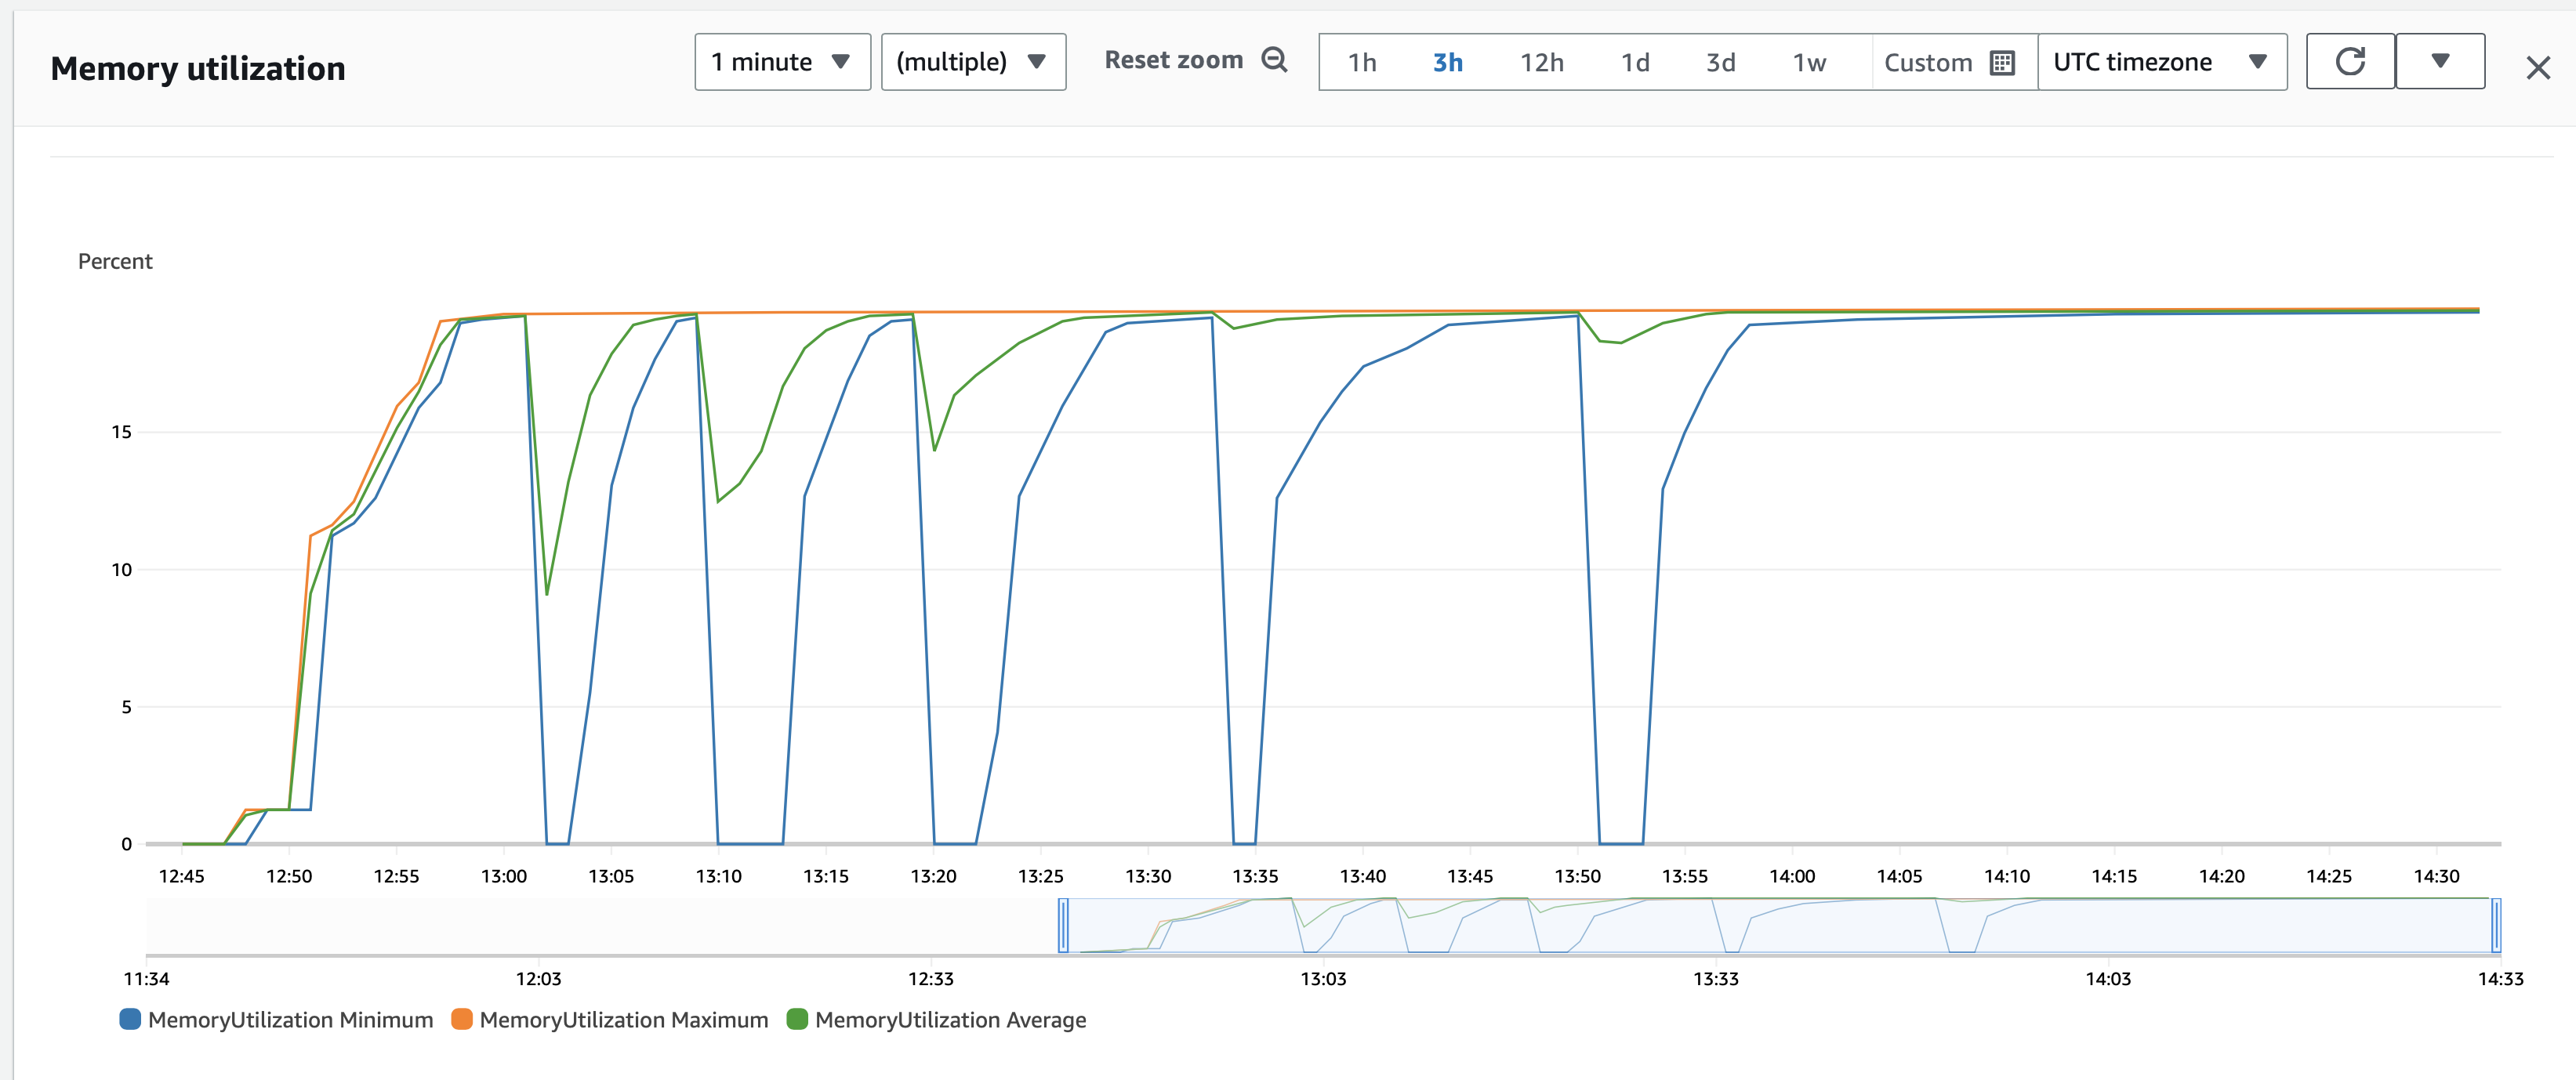 Memory utilization
1 minute (multiple) Reset zoom 1h 3h 12h 1d 3d 1w Custom UTC timezone
Percent
15
10
5
0
12:45 12:50 12:55 13:00 13:05 13:10 13:15 13:20 13:25 13:30 13:35 13:40 13:45 13:50 13:55 14:00 14:05 14:10 14:15 14:20 14:25 14:30
11:34 12:03 12:33 13:03 13:33 14:03 14:33
MemoryUtilization Minimum MemoryUtilization Maximum MemoryUtilization Average